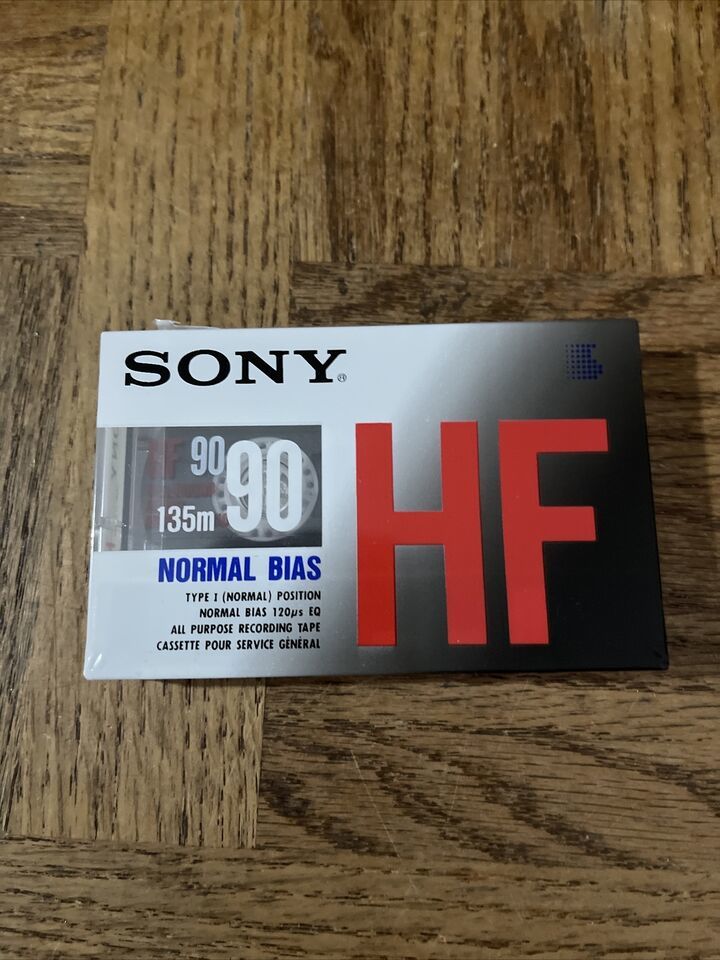 SONY®
HF 90
90
135m
HF
NORMAL BIAS
TYPE I (NORMAL) POSITION
NORMAL BIAS 120μs EQ
ALL PURPOSE RECORDING TAPE
CASSETTE POUR SERVICE GÉNÉRAL